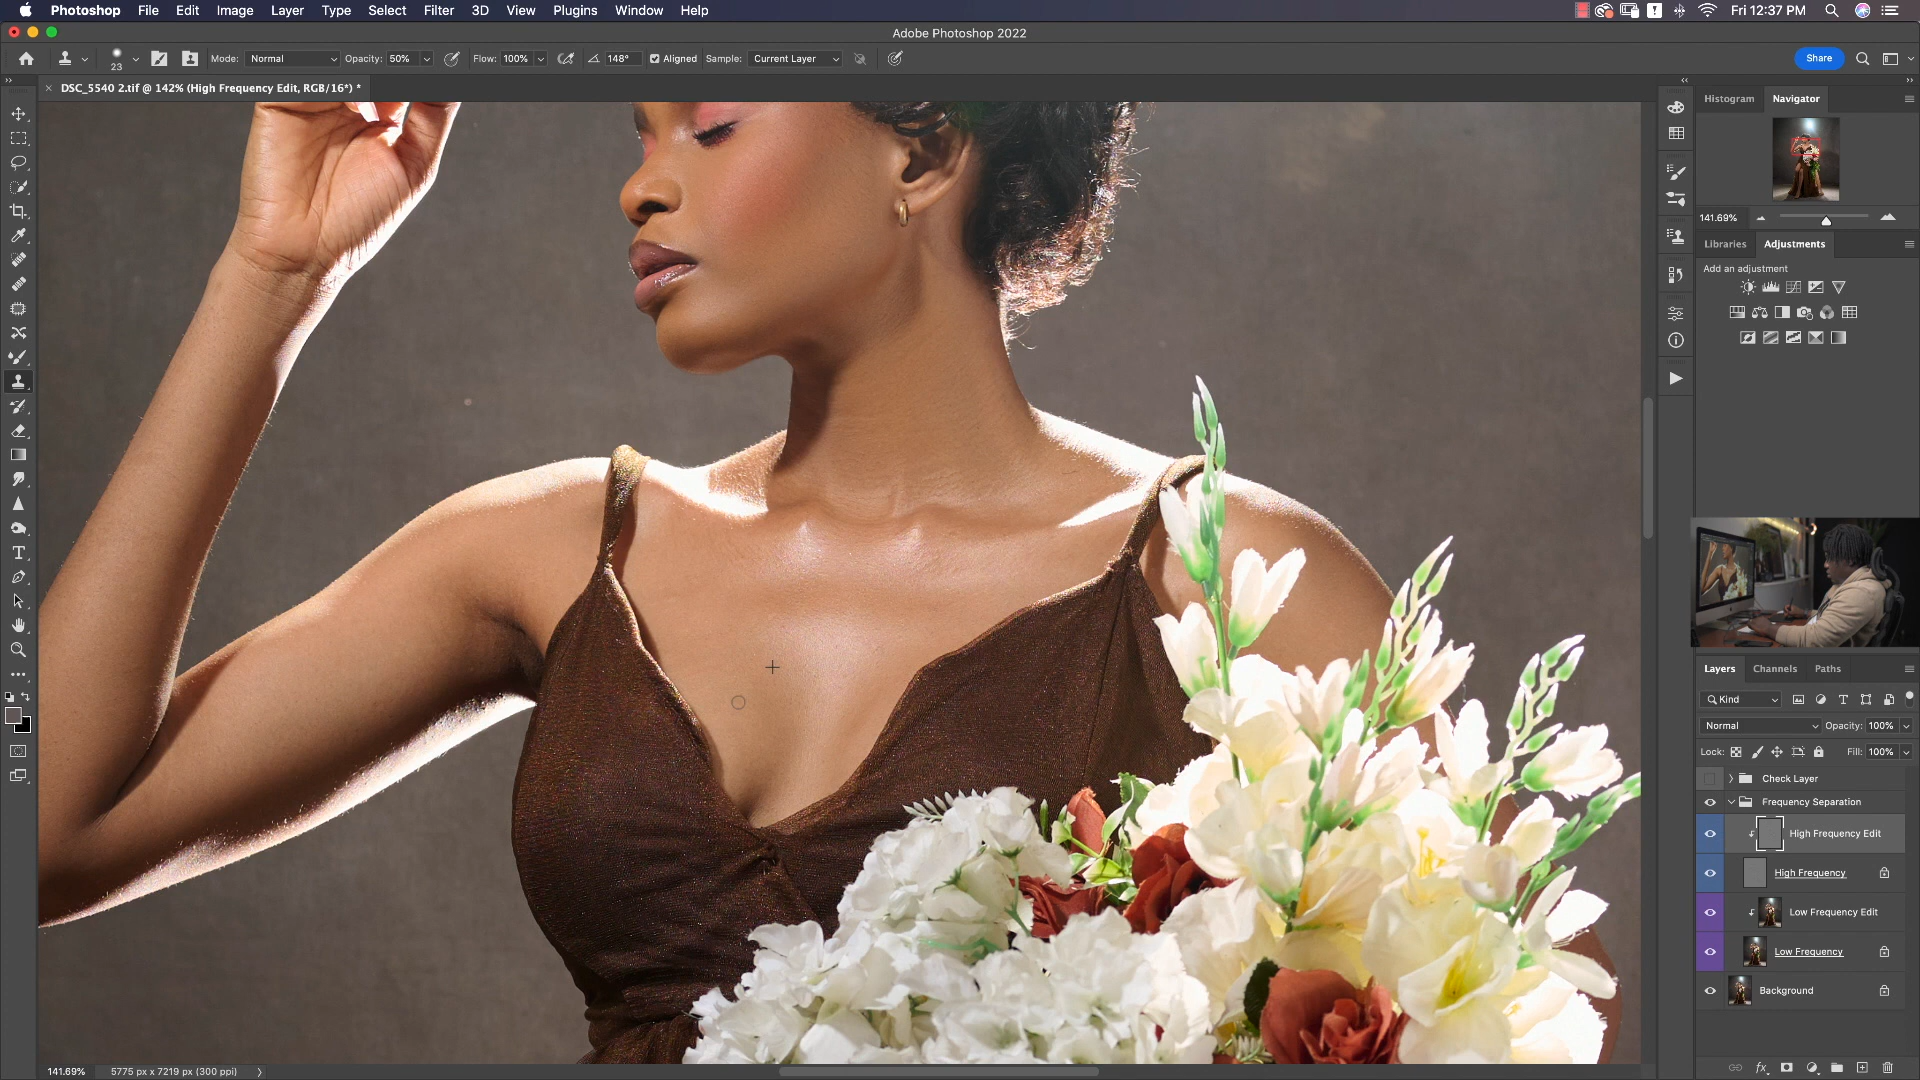 Photoshop File Edit Image Layer Type Select Filter 3D View Plugins Window Help Fri 12:37 PM
Adobe Photoshop 2022
23 Mode: Normal Opacity: 50% Flow: 100% 148° Aligned Sample: Current Layer Share
DSC_5540 2.tif @ 142% (High Frequency Edit, RGB/16*) *
Histogram Navigator
141.69%
Libraries Adjustments
Add an adjustment
Layers Channels Paths
Kind
Normal Opacity: 100%
Lock: Fill: 100%
Check Layer
Frequency Separation
High Frequency Edit
High Frequency
Low Frequency Edit
Low Frequency
Background
141.69% 5775 px x 7219 px (300 ppi)